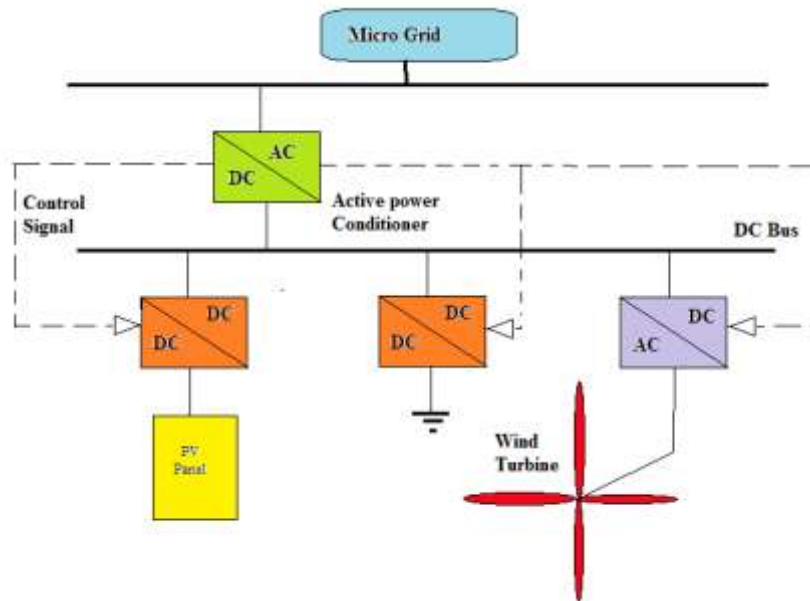 Micro Grid
AC
DC
Control
Signal
Active power
Conditioner
DC Bus
DC
DC
DC
DC
DC
AC
PV
Panel
Wind
Turbine